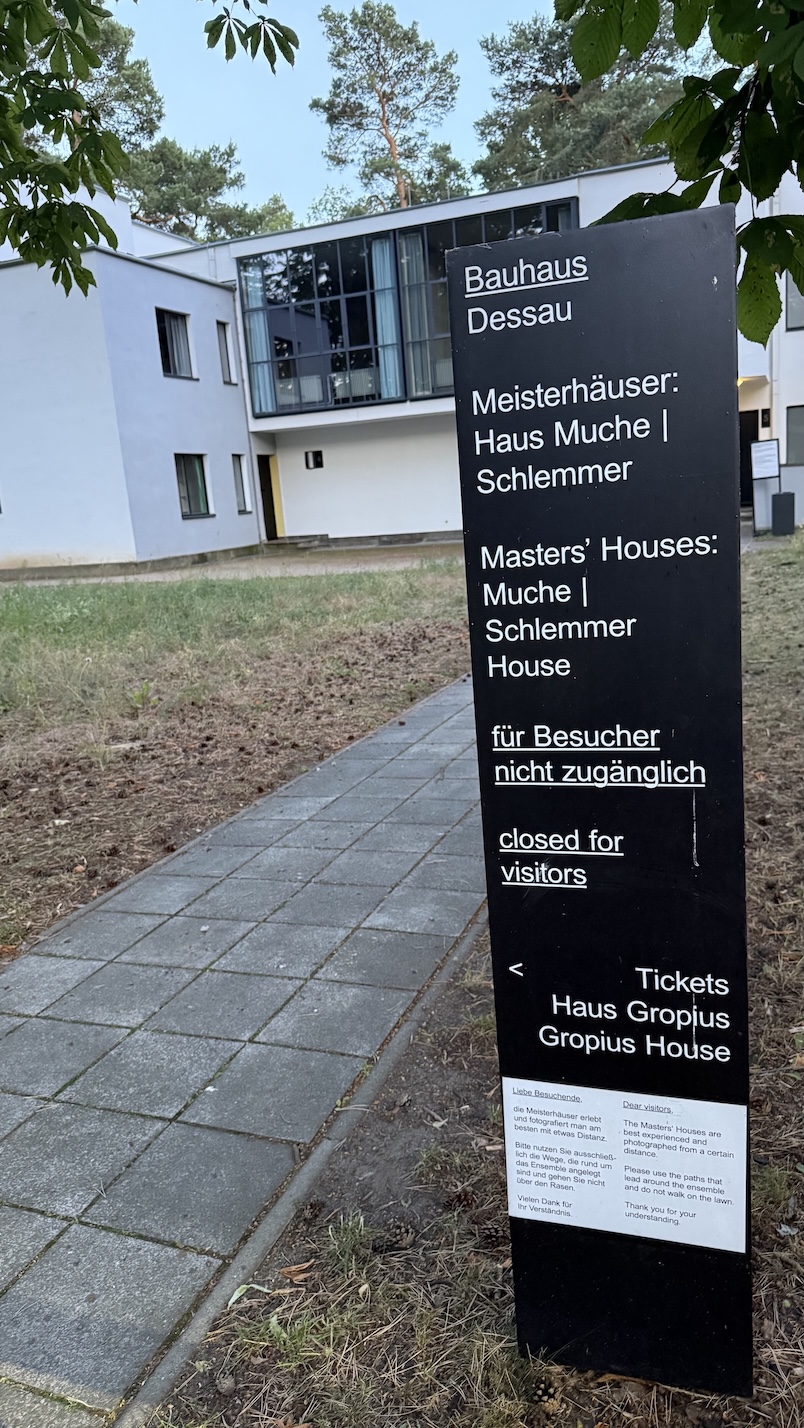 Bauhaus
Dessau
Meisterhäuser:
Haus Muche |
Schlemmer
Masters’ Houses:
Muche |
Schlemmer
House
für Besucher
nicht zugänglich
closed for
visitors
<
Tickets
Haus Gropius
Gropius House
Liebe Besuchende,
die Meisterhäuser erlebt
und fotografiert man am
besten mit etwas Distanz.
Bitte nutzen Sie ausschließ-
lich die Wege, die rund um
das Ensemble angelegt
sind und gehen Sie nicht
über den Rasen.
Vielen Dank für
Ihr Verständnis.
Dear visitors,
The Masters’ Houses are
best experienced and
photographed from a certain
distance.
Please use the paths that
lead around the ensemble
and do not walk on the lawn.
Thank you for your
understanding.